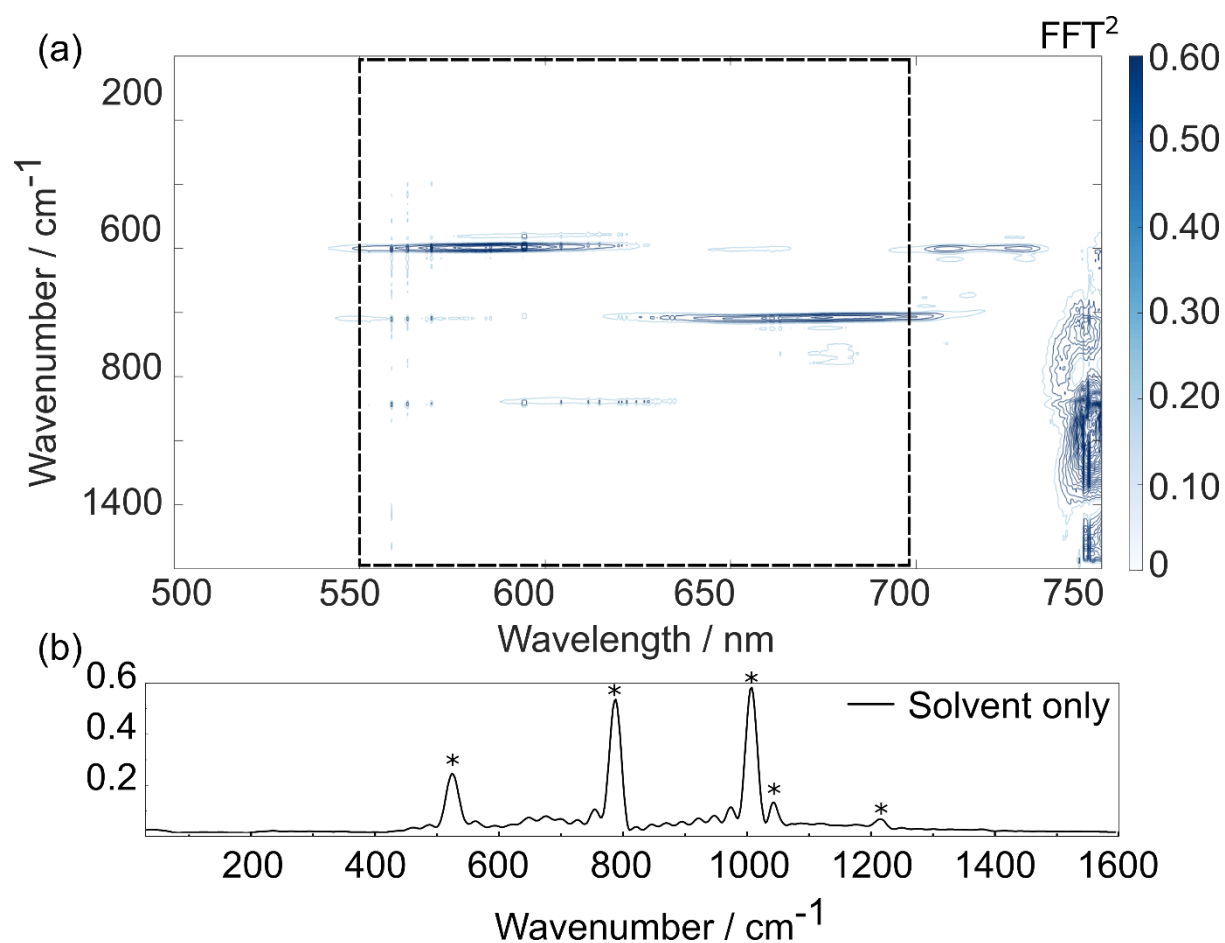 (a)
FFT²
200
600
800
1400
Wavenumber / cm⁻¹
0.60
0.50
0.40
0.30
0.20
0.10
0
500 550 600 650 700 750
Wavelength / nm
(b)
0.6
0.4
0.2
* * * * *
Solvent only
200 400 600 800 1000 1200 1400 1600
Wavenumber / cm⁻¹